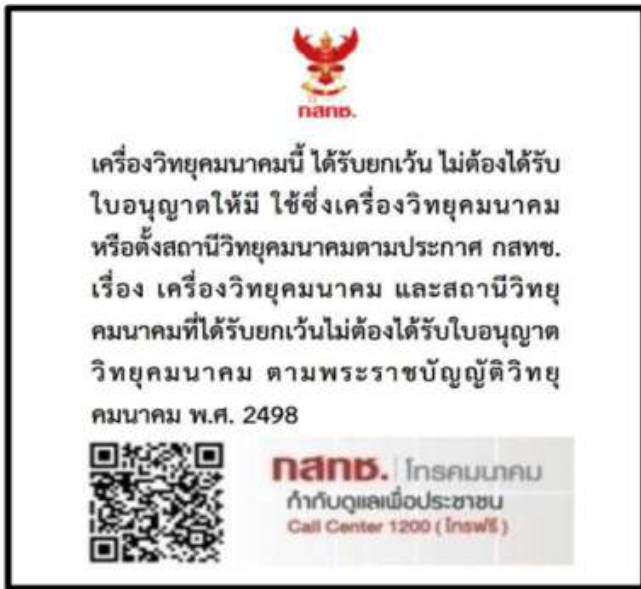 กสทช.
เครื่องวิทยุคมนาคมนี้ ได้รับยกเว้น ไม่ต้องได้รับ
ใบอนุญาตให้มี ใช้ซึ่งเครื่องวิทยุคมนาคม
หรือตั้งสถานีวิทยุคมนาคมตามประกาศ กสทช.
เรื่อง เครื่องวิทยุคมนาคม และสถานีวิทยุ
คมนาคมที่ได้รับยกเว้นไม่ต้องได้รับใบอนุญาต
วิทยุคมนาคม ตามพระราชบัญญัติวิทยุ
คมนาคม พ.ศ. 2498
กสทช. | โทรคมนาคม
กำกับดูแลเพื่อประชาชน
Call Center 1200 ( โทรฟรี )